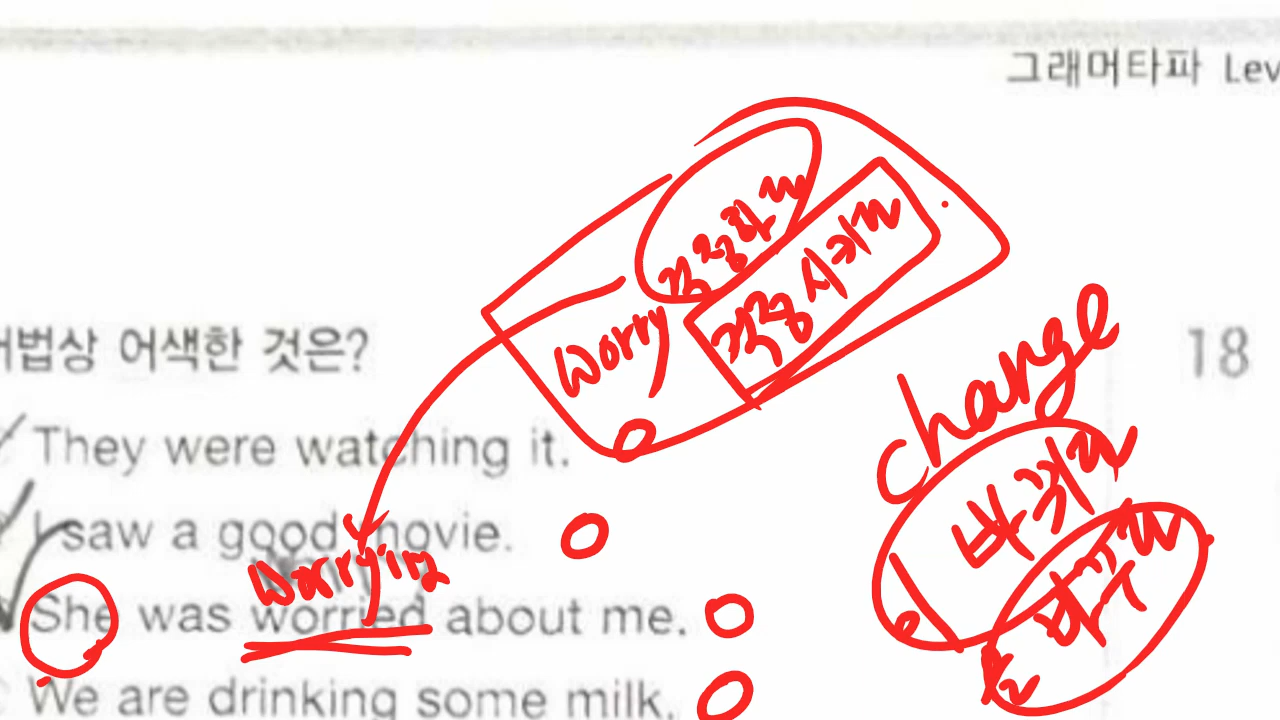 그래머타파 Lev
어법상 어색한 것은?
18
They were watching it.
I saw a good movie.
She was worried about me.
We are drinking some milk.
worry
걱정하다
걱정시키다
worrying
change
바뀌다
바꾸다